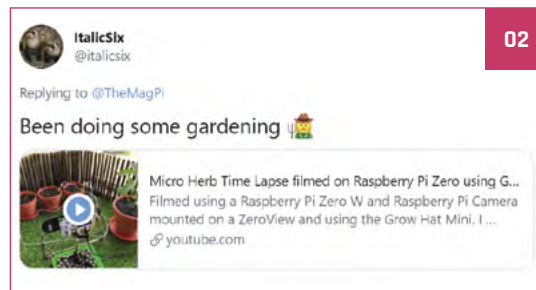 ItalicSix
@italicsix
02
Replying to @TheMagPi
Been doing some gardening
Micro Herb Time Lapse filmed on Raspberry Pi Zero using G...
Filmed using a Raspberry Pi Zero W and Raspberry Pi Camera
mounted on a ZeroView and using the Grow Hat Mini. I ...
youtube.com